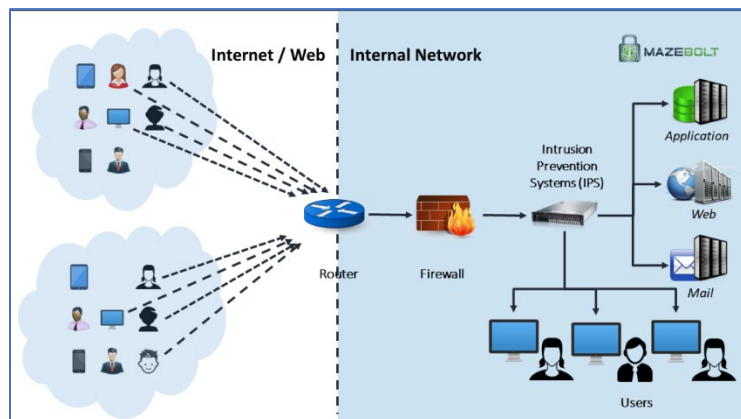 Internet / Web
Internal Network
MAZEBOLT
Intrusion
Prevention
Systems (IPS)
Application
Web
Mail
Router
Firewall
Users